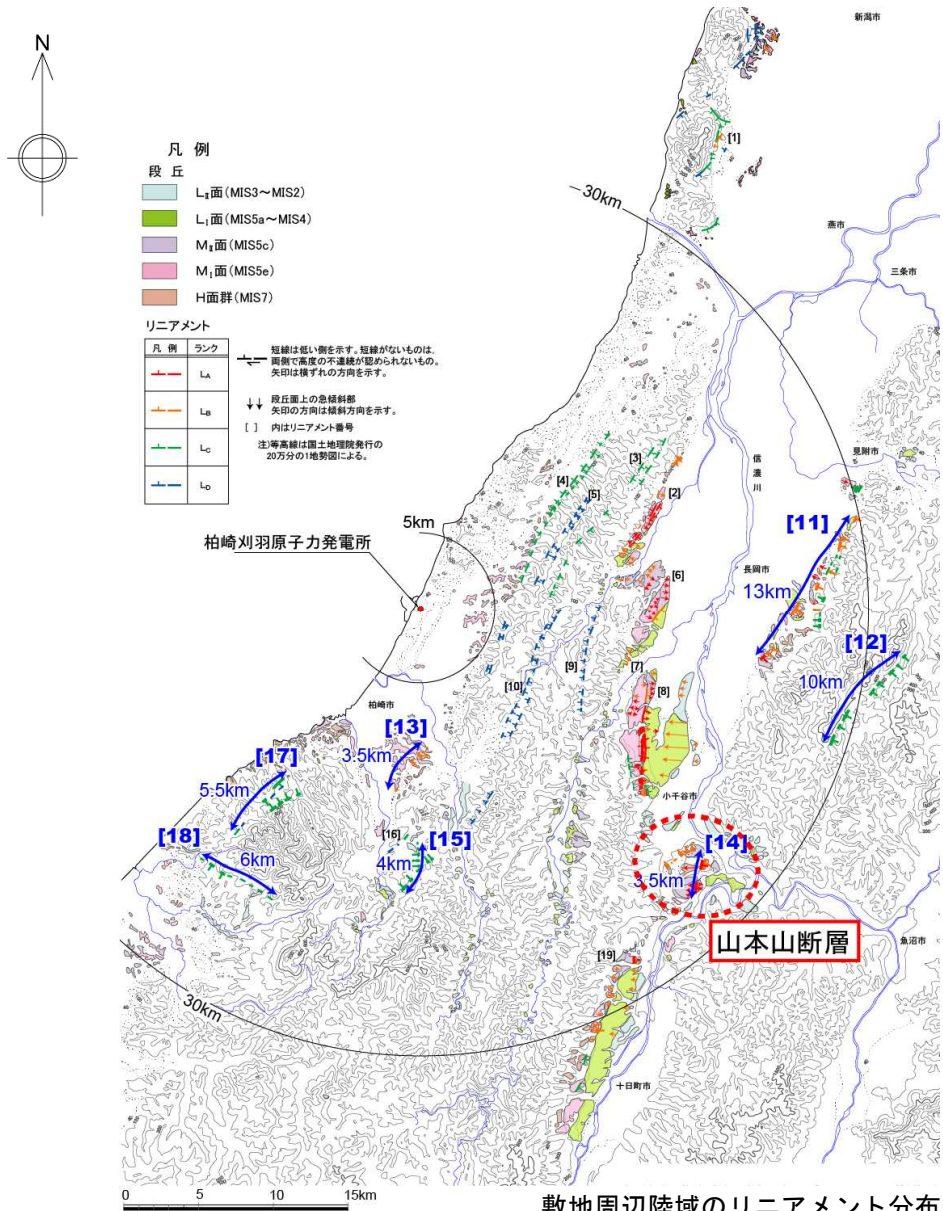 新潟市
N
凡 例
段 丘
LⅡ面(MIS3～MIS2)
LⅠ面(MIS5a～MIS4)
MⅡ面(MIS5c)
MⅠ面(MIS5e)
H面群(MIS7)
リニアメント
凡 例 ランク
LA
LB
LC
LD
短線は低い側を示す。短線がないものは、
両側で高度の不連続が認められないもの。
矢印は横ずれの方向を示す。
段丘面上の急傾斜部
矢印の方向は傾斜方向を示す。
[ ] 内はリニアメント番号
注)等高線は国土地理院発行の
20万分の1地勢図による。
[1]
30km
燕市
三条市
見附市
信濃川
[3]
[4]
[5]
[2]
5km
柏崎刈羽原子力発電所
[11]
長岡市
13km
[6]
[12]
10km
[7]
[8]
[9]
[10]
柏崎市
[13]
3.5km
[17]
5.5km
小千谷市
[18]
6km
[16]
[15]
4km
[14]
3.5km
山本山断層
魚沼市
[19]
30km
十日町市
0 5 10 15km
敷地周辺陸域のリニアメント分布